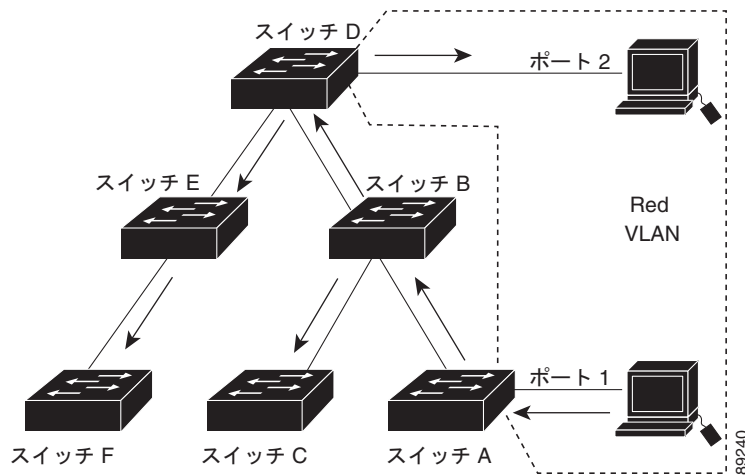 スイッチ D
ポート 2
スイッチ E
スイッチ B
Red
VLAN
ポート 1
スイッチ F
スイッチ C
スイッチ A
89240